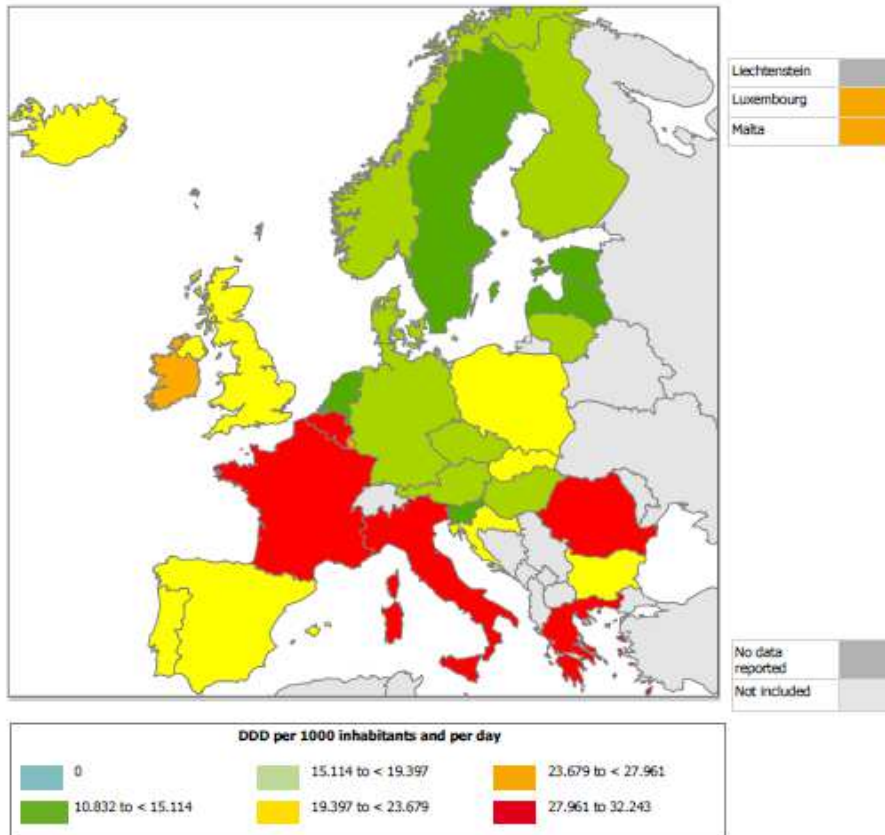 Liechtenstein
Luxembourg
Malta
No data
reported
Not included
DDD per 1000 inhabitants and per day
0
15.114 to < 19.397
23.679 to < 27.961
10.832 to < 15.114
19.397 to < 23.679
27.961 to 32.243